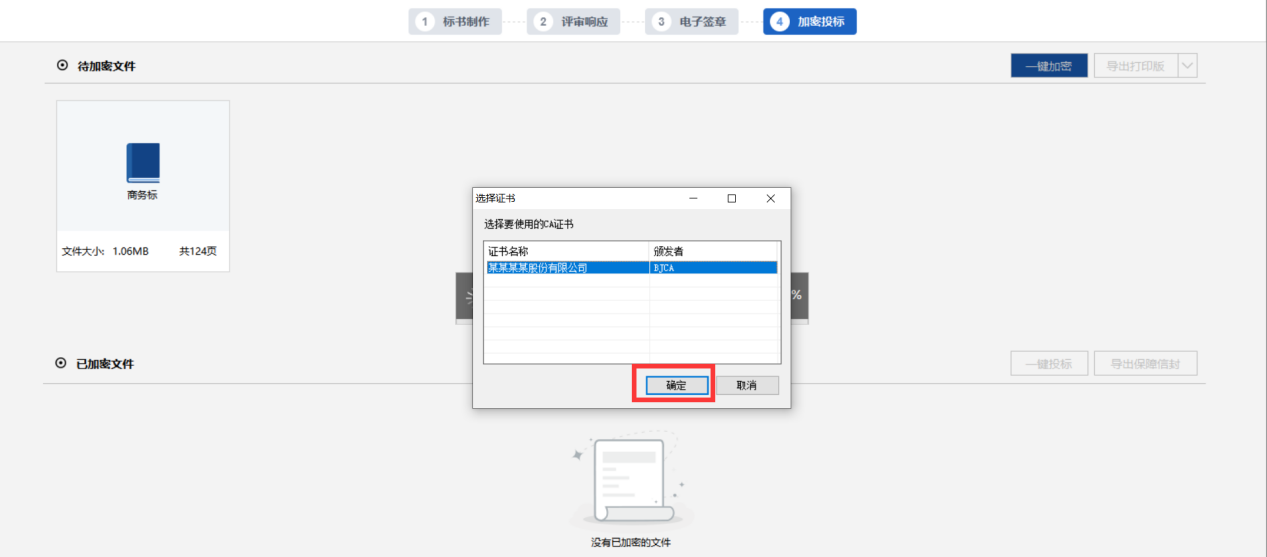 1 标书制作 2 评审响应 3 电子签章 4 加密投标
待加密文件 一键加密 导出打印版
商务标
文件大小: 1.06MB 共124页
选择证书
选择要使用的CA证书
证书名称 颁发者
某某某某股份有限公司 BJCA
%
确定 取消
已加密文件 一键投标 导出保障信封
没有已加密的文件